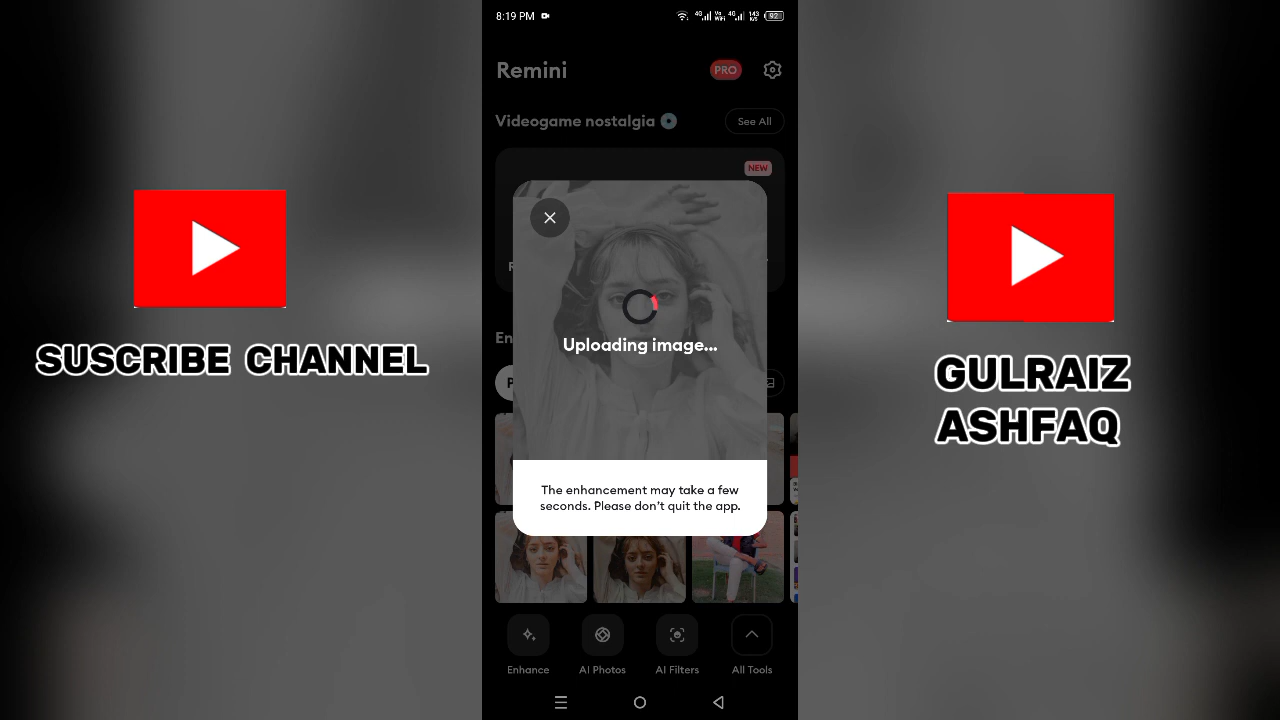 8:19 PM
92
Remini
PRO
Videogame nostalgia
See All
NEW
Uploading image...
SUSCRIBE CHANNEL
GULRAIZ
ASHFAQ
The enhancement may take a few
seconds. Please don't quit the app.
Enhance
AI Photos
AI Filters
All Tools